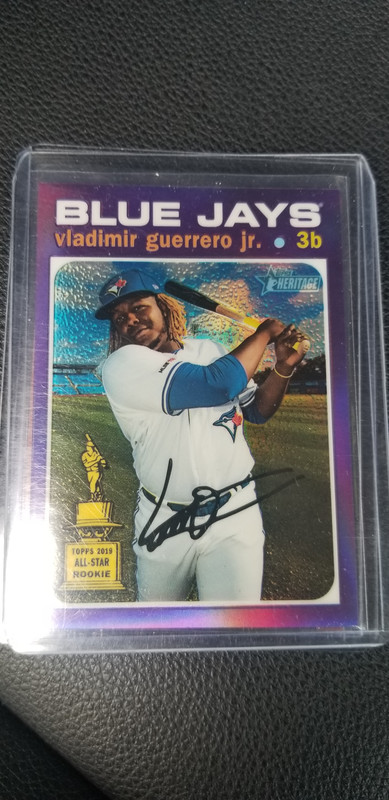 BLUE JAYS
vladimir guerrero jr. • 3b
HERITAGE
TOPPS 2019
ALL-STAR
ROOKIE